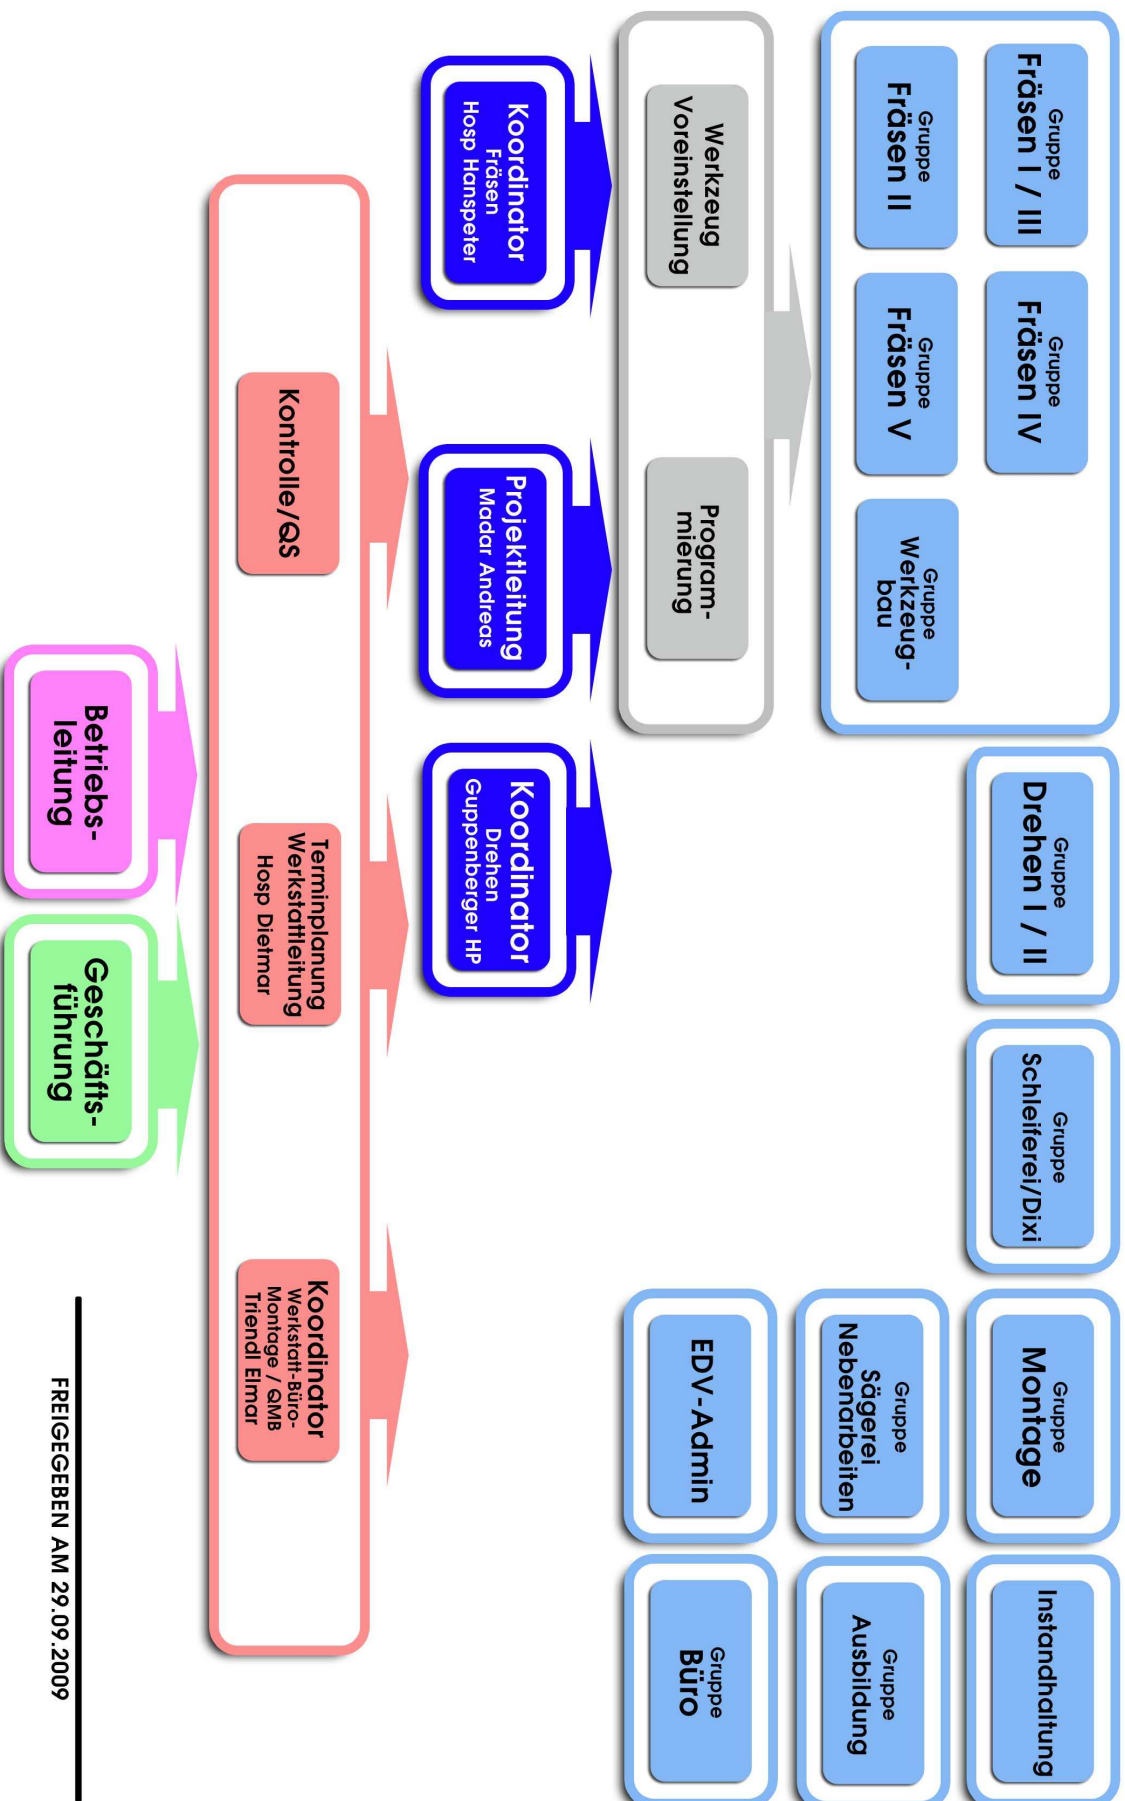 Gruppe
Fräsen I / III
Gruppe
Fräsen IV
Gruppe
Drehen I / II
Gruppe
Schleiferei/Dixi
Gruppe
Montage
Instandhaltung
Gruppe
Fräsen II
Gruppe
Fräsen V
Gruppe
Werkzeug-
bau
Gruppe
Sägerei
Nebenarbeiten
Gruppe
Ausbildung
Werkzeug
Voreinstellung
Program-
mierung
EDV-Admin
Gruppe
Büro
Koordinator
Fräsen
Hosp Hanspeter
Projektleitung
Madar Andreas
Koordinator
Drehen
Guppenberger HP
Kontrolle/QS
Terminplanung
Werkstattleitung
Hosp Dietmar
Koordinator
Werkstatt-Büro-
Montage / QMB
Triendl Elmar
Betriebs-
leitung
Geschäfts-
führung
FREIGEGEBEN AM 29.09.2009